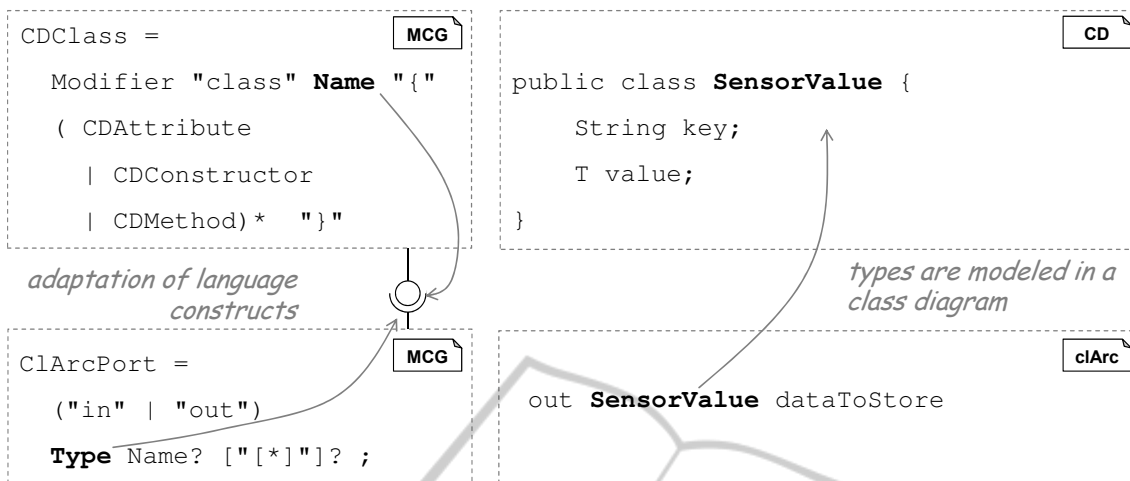 CDClass =
MCG
Modifier "class" Name "{"
( CDAttribute
| CDConstructor
| CDMethod)* "}"
CD
public class SensorValue {
String key;
T value;
}
adaptation of language
constructs
types are modeled in a
class diagram
ClArcPort =
MCG
("in" | "out")
Type Name? ["[*]"]? ;
clArc
out SensorValue dataToStore